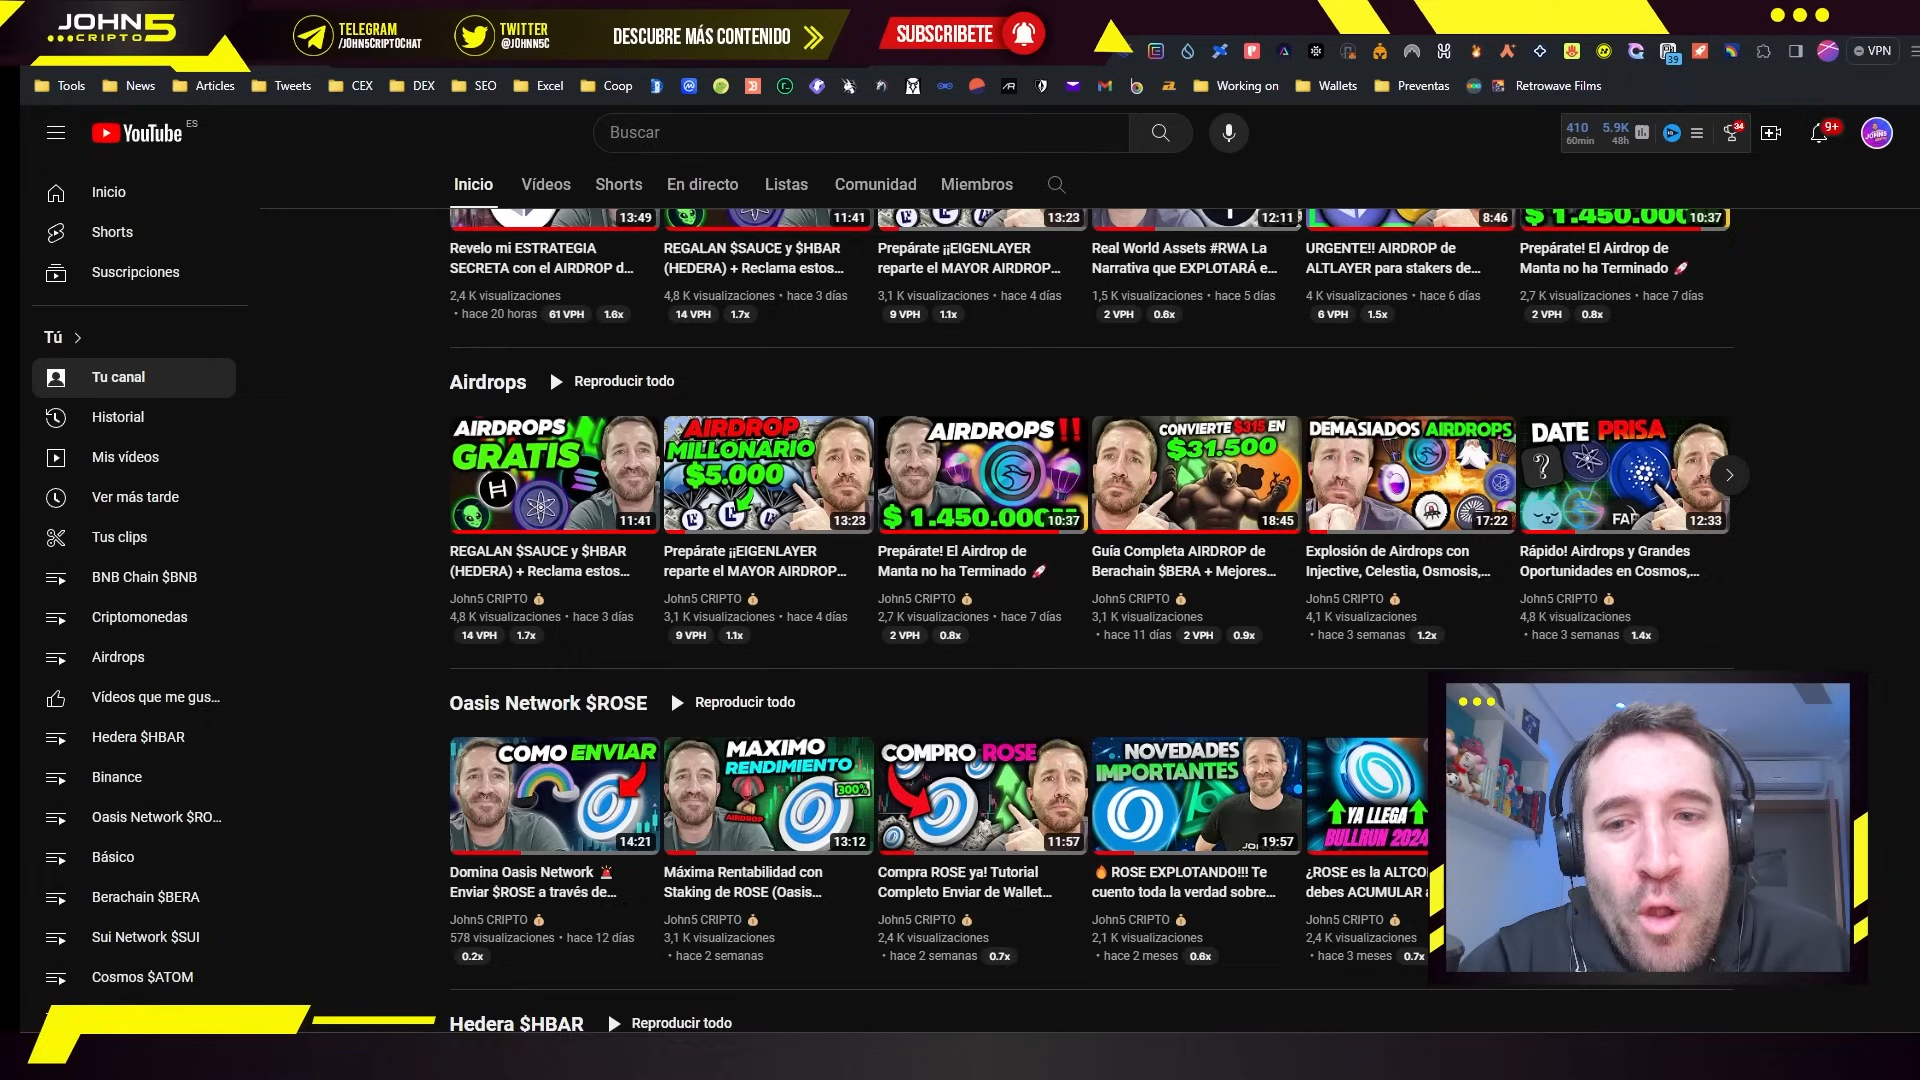 JOHN5
CRIPTO
TELEGRAM
/JOHN5CRIPTOCHAT
TWITTER
@J0HNN5C
DESCUBRE MÁS CONTENIDO
SUBSCRIBETE
39
VPN
Tools
News
Articles
Tweets
CEX
DEX
SEO
Excel
Coop
Working on
Wallets
Preventas
Retrowave Films
YouTube ES
Buscar
410
60min
5.9K
48h
34
9+
Inicio
Shorts
Suscripciones
Tú
Tu canal
Historial
Mis vídeos
Ver más tarde
Tus clips
BNB Chain $BNB
Criptomonedas
Airdrops
Vídeos que me gus...
Hedera $HBAR
Binance
Oasis Network $RO...
Básico
Berachain $BERA
Sui Network $SUI
Cosmos $ATOM
Inicio Vídeos Shorts En directo Listas Comunidad Miembros
13:49
Revelo mi ESTRATEGIA
SECRETA con el AIRDROP d...
2,4 K visualizaciones
• hace 20 horas 61 VPH 1.6x
11:41
REGALAN $SAUCE y $HBAR
(HEDERA) + Reclama estos...
4,8 K visualizaciones • hace 3 días
14 VPH 1.7x
13:23
Prepárate ¡¡EIGENLAYER
reparte el MAYOR AIRDROP...
3,1 K visualizaciones • hace 4 días
9 VPH 1.1x
12:11
Real World Assets #RWA La
Narrativa que EXPLOTARÁ e...
1,5 K visualizaciones • hace 5 días
2 VPH 0.6x
8:46
URGENTE!! AIRDROP de
ALTLAYER para stakers de...
4 K visualizaciones • hace 6 días
6 VPH 1.5x
$ 1.450.000
10:37
Prepárate! El Airdrop de
Manta no ha Terminado
2,7 K visualizaciones • hace 7 días
2 VPH 0.8x
Airdrops
Reproducir todo
AIRDROPS
GRATIS
11:41
REGALAN $SAUCE y $HBAR
(HEDERA) + Reclama estos...
John5 CRIPTO
4,8 K visualizaciones • hace 3 días
14 VPH 1.7x
AIRDROP
MILLONARIO
$5.000
13:23
Prepárate ¡¡EIGENLAYER
reparte el MAYOR AIRDROP...
John5 CRIPTO
3,1 K visualizaciones • hace 4 días
9 VPH 1.1x
AIRDROPS!!
$ 1.450.000
10:37
Prepárate! El Airdrop de
Manta no ha Terminado
John5 CRIPTO
2,7 K visualizaciones • hace 7 días
2 VPH 0.8x
CONVIERTE $315 EN
$31.500
18:45
Guía Completa AIRDROP de
Berachain $BERA + Mejores...
John5 CRIPTO
3,1 K visualizaciones
• hace 11 días 2 VPH 0.9x
DEMASIADOS AIRDROPS
17:22
Explosión de Airdrops con
Injective, Celestia, Osmosis,...
John5 CRIPTO
4,1 K visualizaciones
• hace 3 semanas 1.2x
DATE PRISA
?
12:33
Rápido! Airdrops y Grandes
Oportunidades en Cosmos,...
John5 CRIPTO
4,8 K visualizaciones
• hace 3 semanas 1.4x
Oasis Network $ROSE
Reproducir todo
COMO ENVIAR
14:21
Domina Oasis Network
Enviar $ROSE a través de...
John5 CRIPTO
578 visualizaciones • hace 12 días
0.2x
MAXIMO
RENDIMIENTO
300%
AIRDROP
13:12
Máxima Rentabilidad con
Staking de ROSE (Oasis...
John5 CRIPTO
3,1 K visualizaciones
• hace 2 semanas
COMPRO ROSE
11:57
Compra ROSE ya! Tutorial
Completo Enviar de Wallet...
John5 CRIPTO
2,4 K visualizaciones
• hace 2 semanas 0.7x
NOVEDADES
IMPORTANTES
19:57
ROSE EXPLOTANDO!!! Te
cuento toda la verdad sobre...
John5 CRIPTO
2,1 K visualizaciones
• hace 2 meses 0.6x
YA LLEGA
BULLRUN 2024
¿ROSE es la ALTCOI
debes ACUMULAR a
John5 CRIPTO
2,4 K visualizaciones
• hace 3 meses 0.7x
Hedera $HBAR
Reproducir todo